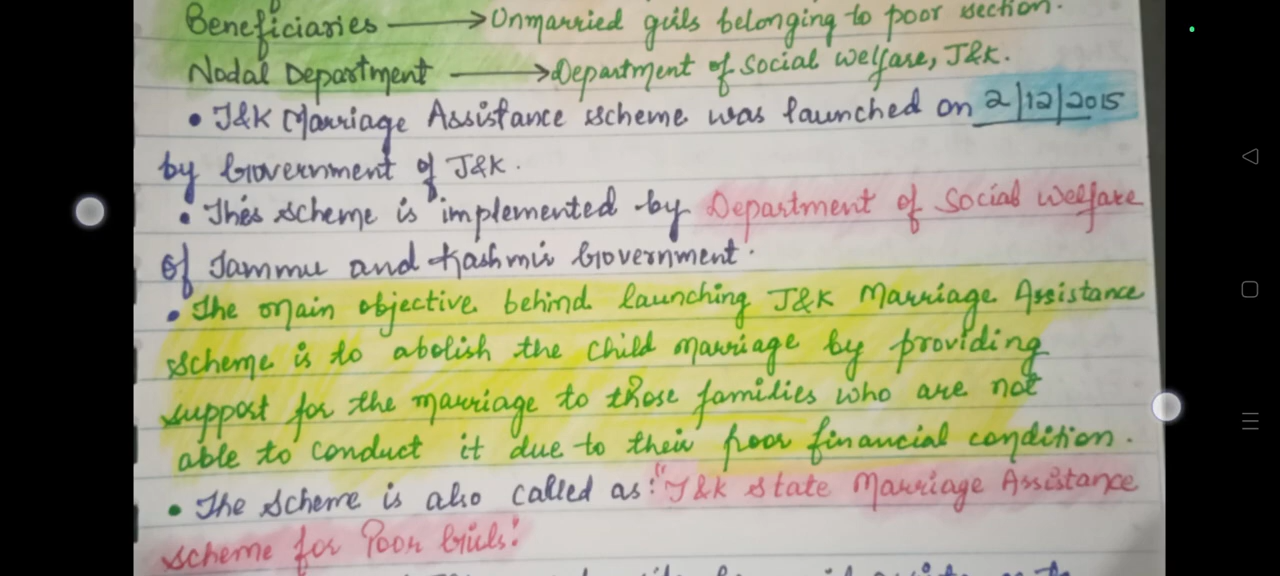 Beneficiaries → Unmarried girls belonging to poor section.
Nodal Department → Department of Social Welfare, J&K.
• J&K Marriage Assistance scheme was launched on 2/12/2015
by Government of J&K.
• This scheme is implemented by Department of Social Welfare
of Jammu and Kashmir Government.
• The main objective behind launching J&K Marriage Assistance
scheme is to abolish the child marriage by providing
support for the marriage to those families who are not
able to conduct it due to their poor financial condition.
• The scheme is also called as: "J&K State Marriage Assistance
scheme for Poor Girls."